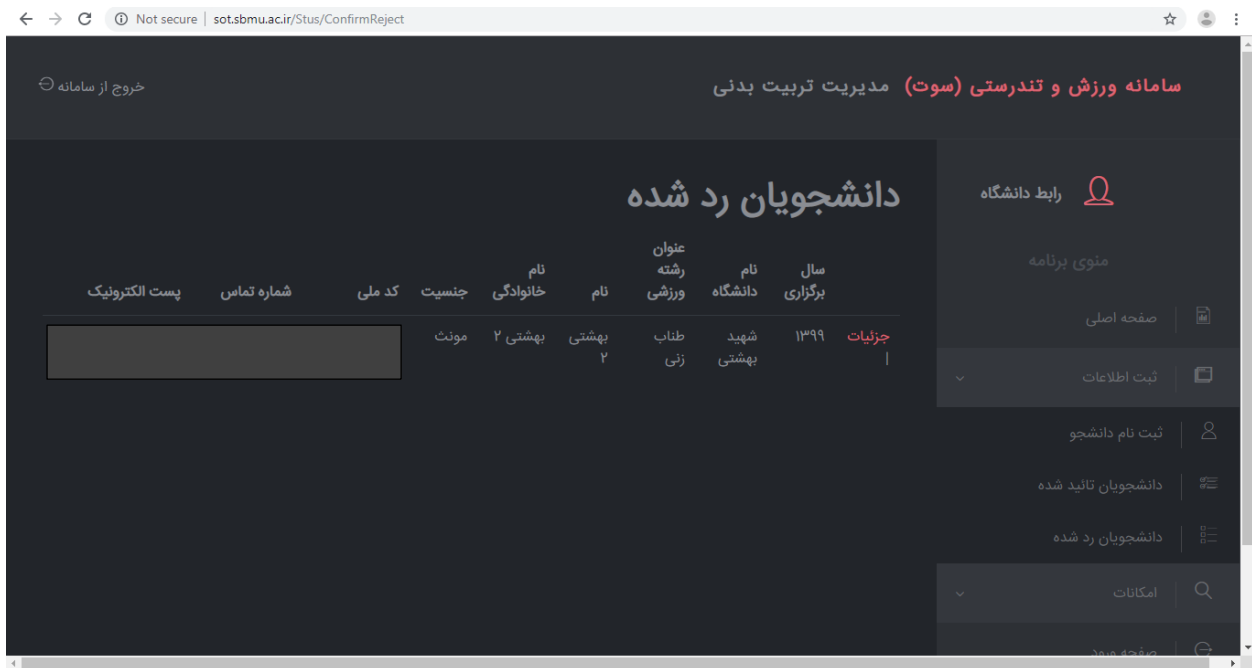 Not secure | sot.sbmu.ac.ir/Stus/ConfirmReject
سامانه ورزش و تندرستی (سوت) مدیریت تربیت بدنی
خروج از سامانه
رابط دانشگاه
منوی برنامه
صفحه اصلی
ثبت اطلاعات
ثبت نام دانشجو
دانشجویان تائید شده
دانشجویان رد شده
امکانات
صفحه ورود
دانشجویان رد شده
سال برگزاری
نام دانشگاه
عنوان رشته ورزشی
نام
نام خانوادگی
جنسیت
کد ملی
شماره تماس
پست الکترونیک
جزئیات |
۱۳۹۹
شهید بهشتی
طناب زنی
بهشتی ۲
بهشتی ۲
مونث